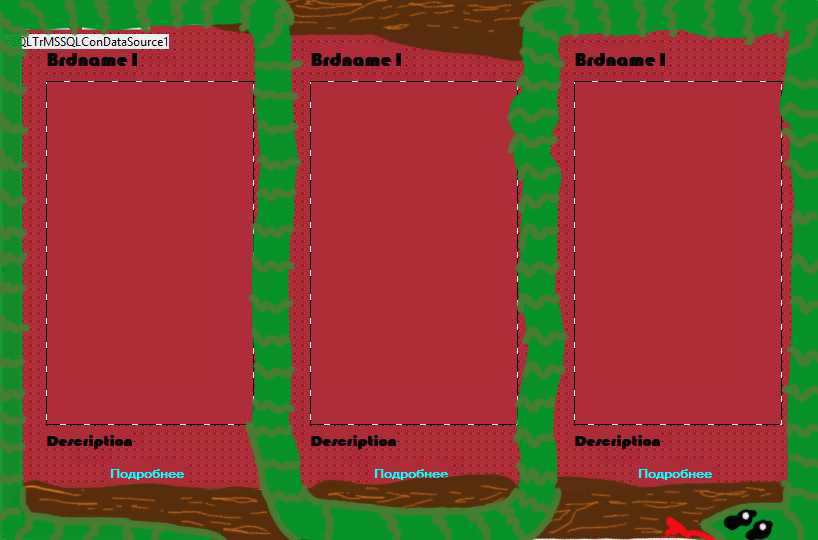 QLTrMSSQLConDataSource1
Brdname1 Brdname1 Brdname1
Description Description Description
Подробнее Подробнее Подробнее